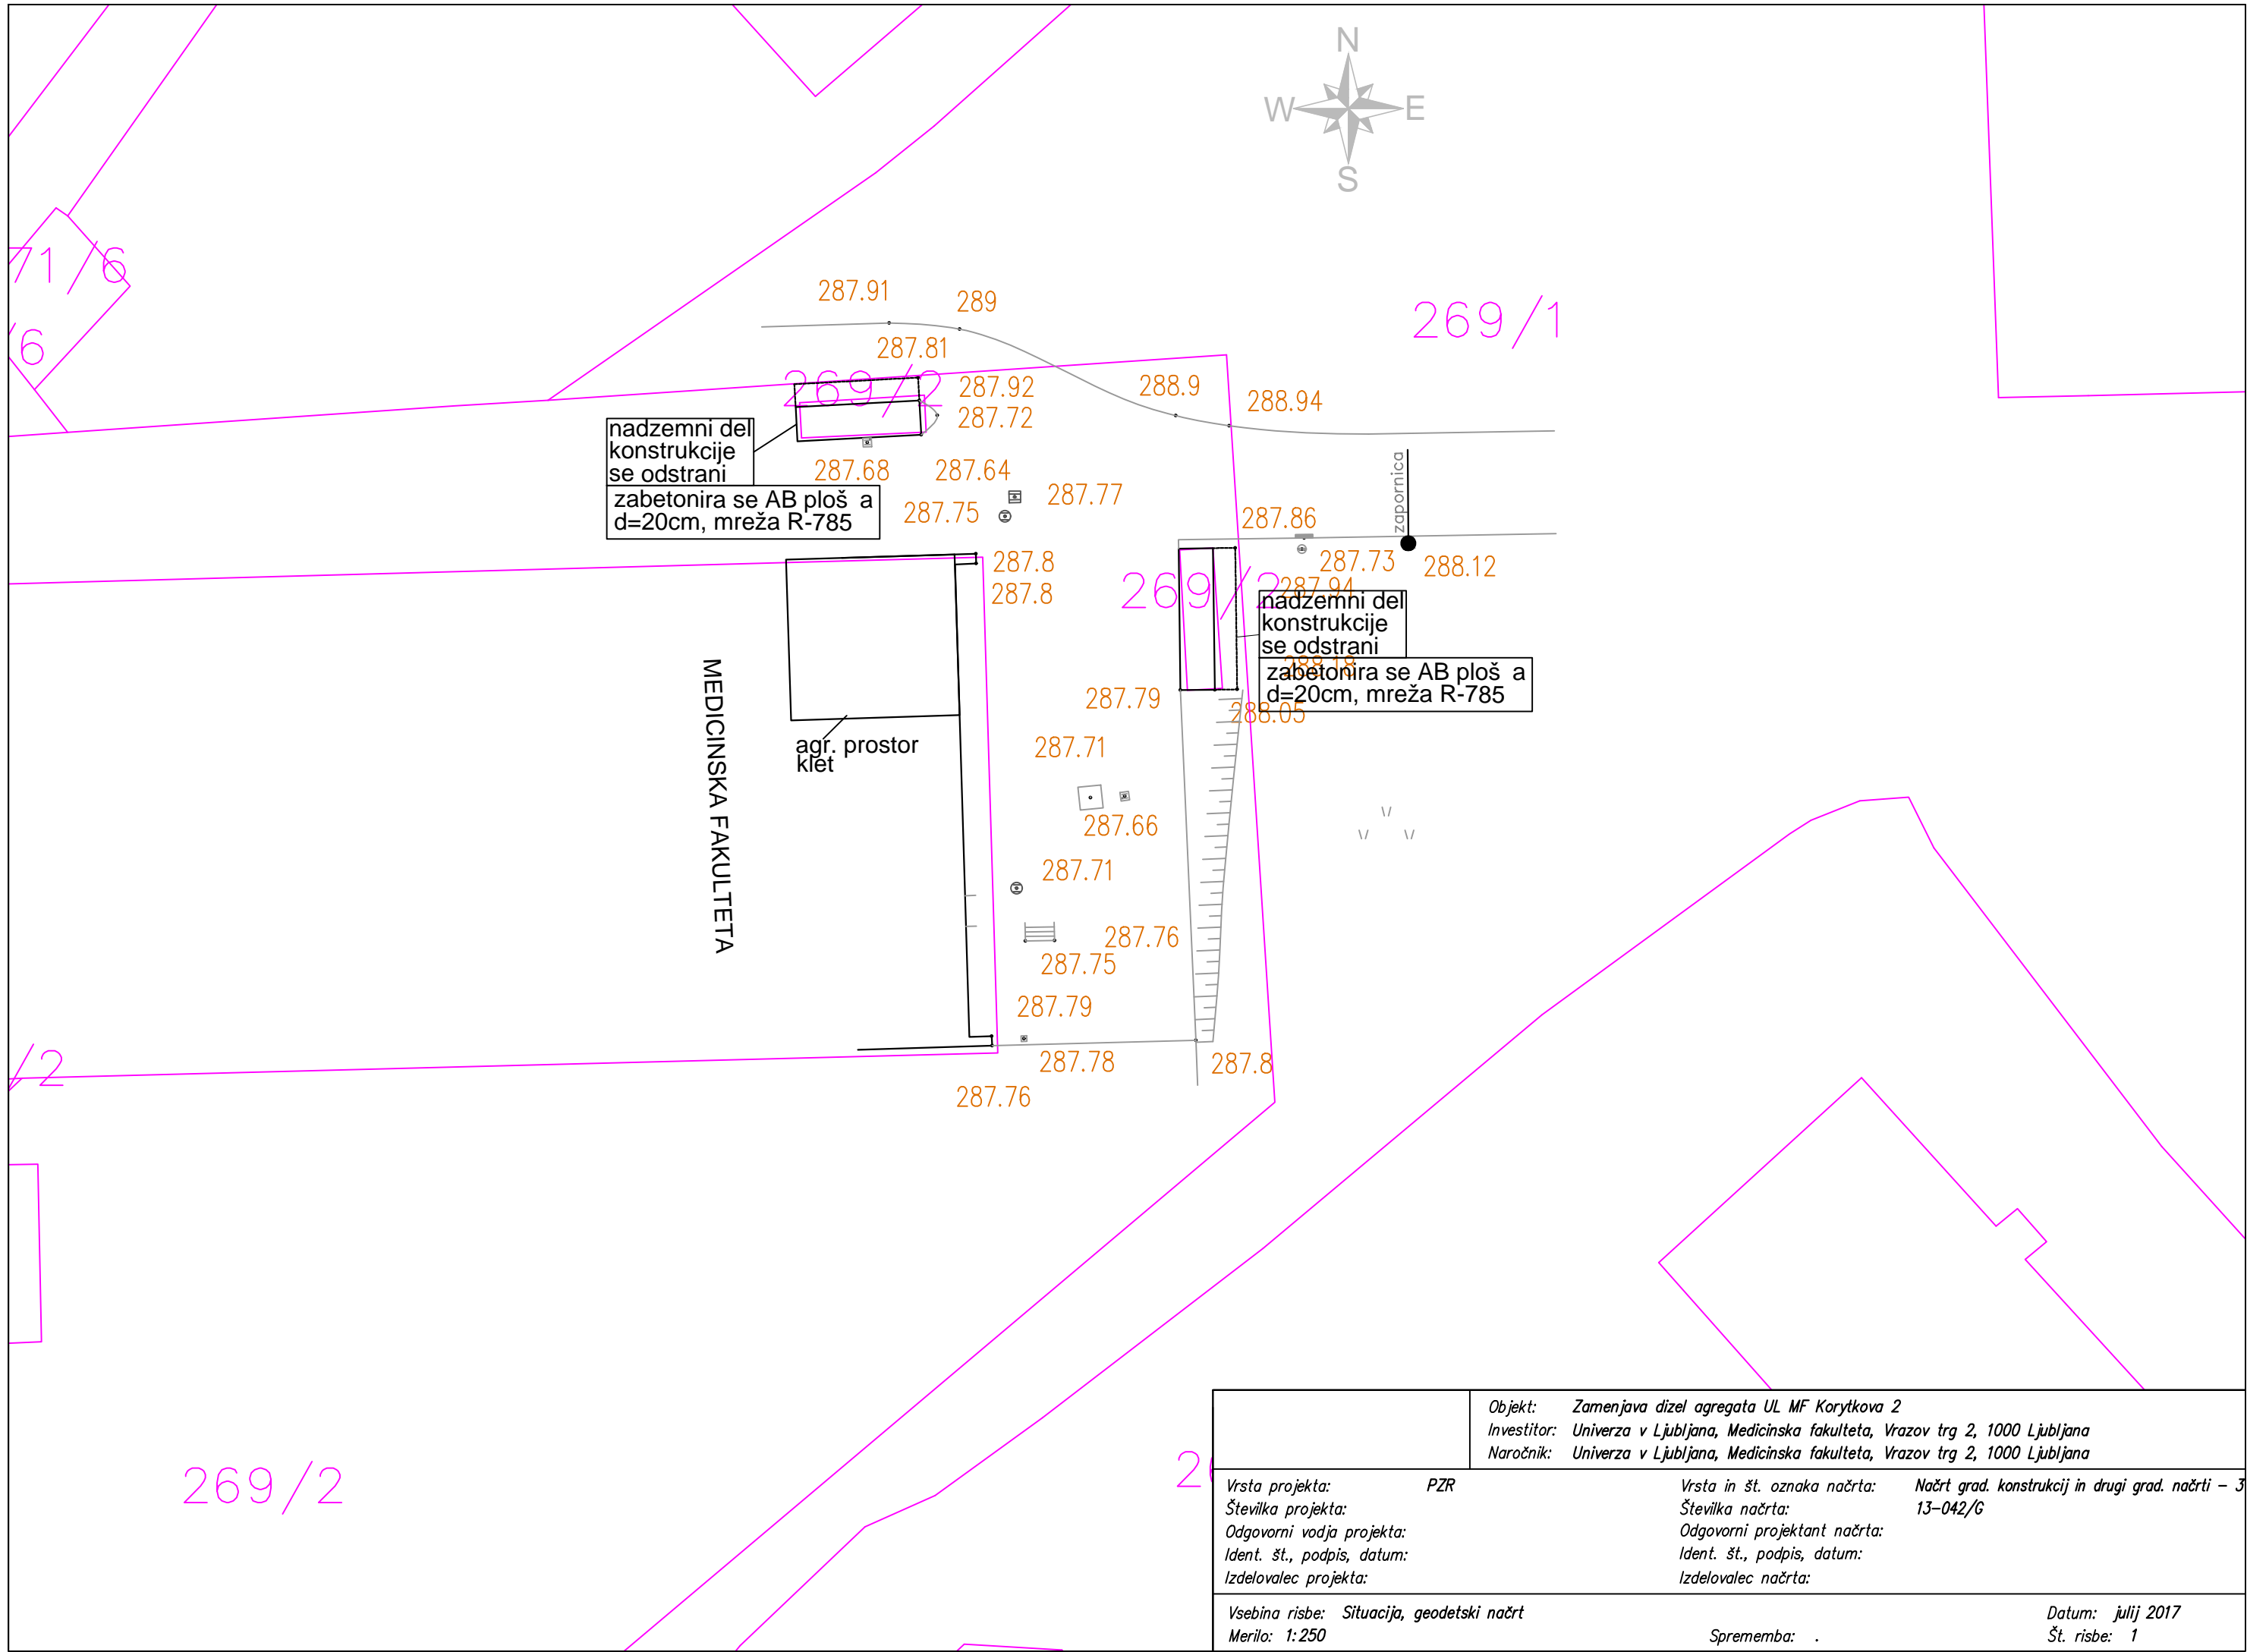 N
W E
S
71/6
/6
287.91
289
269/1
287.81
269/2
287.92
287.72
288.9
288.94
nadzemni del
konstrukcije
se odstrani
zabetonira se AB ploš a
d=20cm, mreža R-785
287.68
287.64
287.75
287.77
zapornica
287.86
287.73
288.12
287.8
287.8
269/2
287.94
nadzemni del
konstrukcije
se odstrani
288.18
zabetonira se AB ploš a
d=20cm, mreža R-785
287.79
288.05
MEDICINSKA FAKULTETA
agr. prostor
klet
287.71
287.66
287.71
287.76
287.75
287.79
287.78
287.8
287.76
/2
269/2
2
Objekt: Zamenjava dizel agregata UL MF Korytkova 2
Investitor: Univerza v Ljubljana, Medicinska fakulteta, Vrazov trg 2, 1000 Ljubljana
Naročnik: Univerza v Ljubljana, Medicinska fakulteta, Vrazov trg 2, 1000 Ljubljana
Vrsta projekta: PZR
Številka projekta:
Odgovorni vodja projekta:
Ident. št., podpis, datum:
Izdelovalec projekta:
Vrsta in št. oznaka načrta: Načrt grad. konstrukcij in drugi grad. načrti – 3
Številka načrta: 13–042/G
Odgovorni projektant načrta:
Ident. št., podpis, datum:
Izdelovalec načrta:
Vsebina risbe: Situacija, geodetski načrt
Merilo: 1:250
Sprememba: .
Datum: julij 2017
Št. risbe: 1